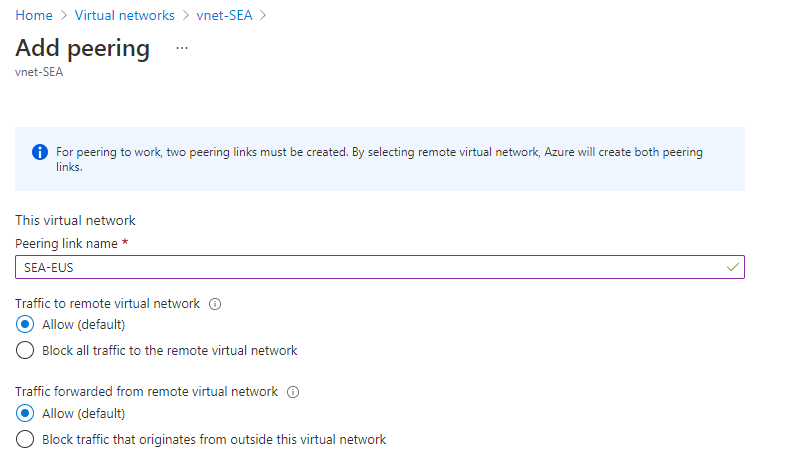 Home > Virtual networks > vnet-SEA >
Add peering ...
vnet-SEA
For peering to work, two peering links must be created. By selecting remote virtual network, Azure will create both peering
links.
This virtual network
Peering link name *
SEA-EUS
Traffic to remote virtual network
Allow (default)
Block all traffic to the remote virtual network
Traffic forwarded from remote virtual network
Allow (default)
Block traffic that originates from outside this virtual network